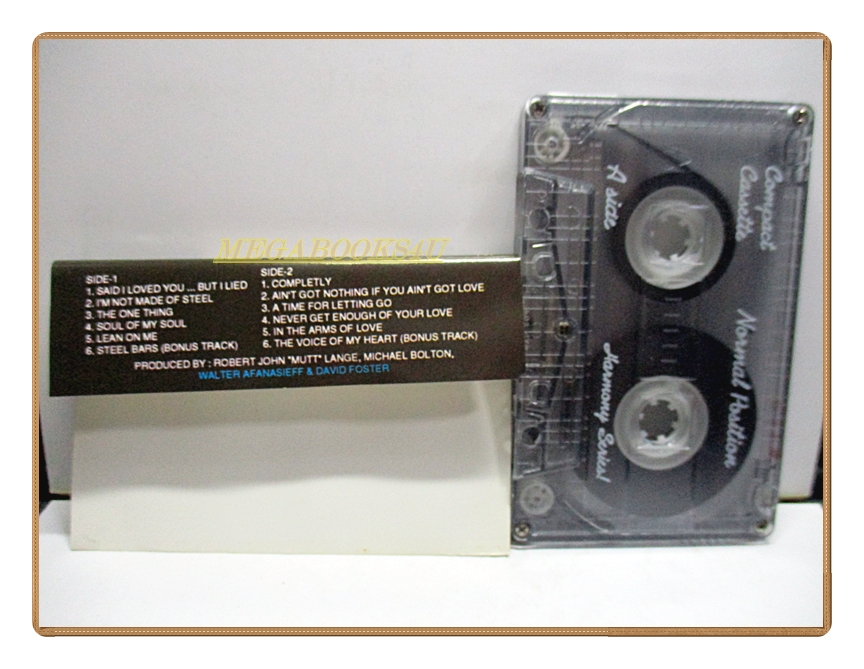 MEGABOOKS4U
SIDE-1
1. SAID I LOVED YOU ... BUT I LIED
2. I'M NOT MADE OF STEEL
3. THE ONE THING
4. SOUL OF MY SOUL
5. LEAN ON ME
6. STEEL BARS (BONUS TRACK)
SIDE-2
1. COMPLETLY
2. AIN'T GOT NOTHING IF YOU AIN'T GOT LOVE
3. A TIME FOR LETTING GO
4. NEVER GET ENOUGH OF YOUR LOVE
5. IN THE ARMS OF LOVE
6. THE VOICE OF MY HEART (BONUS TRACK)
PRODUCED BY : ROBERT JOHN "MUTT" LANGE, MICHAEL BOLTON,
WALTER AFANASIEFF & DAVID FOSTER
Compact
Cassette
A side
Normal Position
Harmony Series!